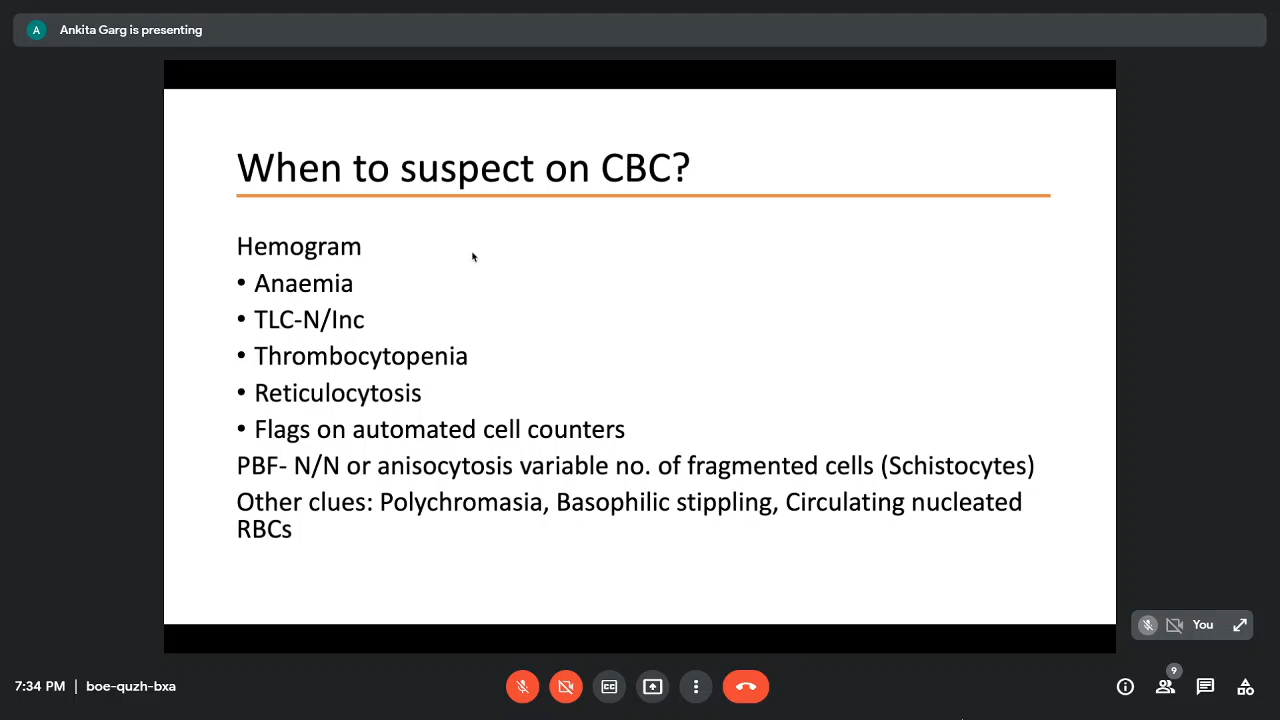 A Ankita Garg is presenting
When to suspect on CBC?
Hemogram
• Anaemia
• TLC-N/Inc
• Thrombocytopenia
• Reticulocytosis
• Flags on automated cell counters
PBF- N/N or anisocytosis variable no. of fragmented cells (Schistocytes)
Other clues: Polychromasia, Basophilic stippling, Circulating nucleated
RBCs
You
7:34 PM | boe-quzh-bxa
CC
9